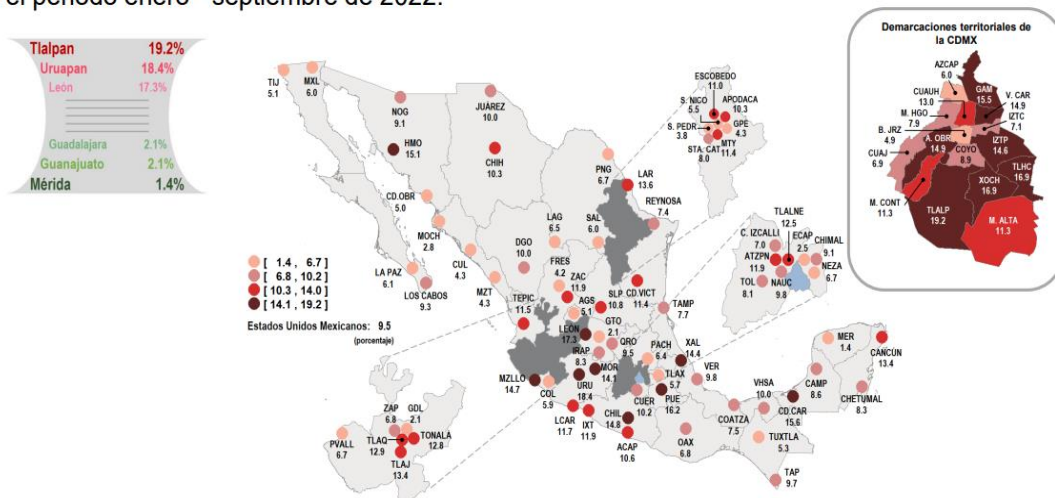 el periodo enero - septiembre de 2022.
Tlalpan 19.2%
Uruapan 18.4%
León 17.3%
Guadalajara 2.1%
Guanajuato 2.1%
Mérida 1.4%
TIJ
5.1
MXL
6.0
NOG
9.1
JUÁREZ
10.0
HMO
15.1
CHIH
10.3
CD.OBR
5.0
MOCH
2.8
LA PAZ
6.1
LOS CABOS
9.3
CUL
4.3
MZT
4.3
DGO
10.0
LAG
6.5
SAL
6.0
PNG
6.7
LAR
13.6
REYNOSA
7.4
FRES
4.2
ZAC
11.9
AGS
5.1
SLP
10.8
CD.VICT
11.4
TAMP
7.7
TEPIC
11.5
LEÓN
17.3
GTO
2.1
IRAP
8.3
QRO
9.5
MOR
14.1
PACH
6.4
TLAX
5.7
XAL
14.4
VER
9.8
MZLLO
14.7
COL
5.9
URU
18.4
LCAR
11.7
IXT
11.9
CHIL
14.8
ACAP
10.6
CUER
10.2
PUE
16.2
OAX
6.8
COATZA
7.5
VHSA
10.0
CD.CAR
15.6
TUXTLA
5.3
TAP
9.7
CAMP
8.6
MER
1.4
CANCÚN
13.4
CHETUMAL
8.3
[ 1.4 , 6.7 ]
[ 6.8 , 10.2 ]
[ 10.3 , 14.0 ]
[ 14.1 , 19.2 ]
Estados Unidos Mexicanos: 9.5
(porcentaje)
ESCOBEDO
11.0
S. NICO
5.5
APODACA
10.3
S. PEDR
3.8
GPE
4.3
STA. CAT
8.0
MTY
11.4
TLALNE
12.5
C. IZCALLI
7.0
ECAP
2.5
CHIMAL
9.1
ATZPN
11.9
NEZA
6.7
TOL
8.1
NAUC
9.8
ZAP
6.8
GDL
2.1
PVALL
6.7
TLAQ
12.9
TONALÁ
12.8
TLAJ
13.4
Demarcaciones territoriales de
la CDMX
AZCAP
6.0
CUAUH
13.0
GAM
15.5
V. CAR
14.9
M. HGO
7.9
IZTC
7.1
B. JRZ
4.9
A. OBR
14.9
COYO
8.9
IZTP
14.6
CUAJ
6.9
TLHC
16.9
XOCH
16.9
M. CONT
11.3
TLALP
19.2
M. ALTA
11.3